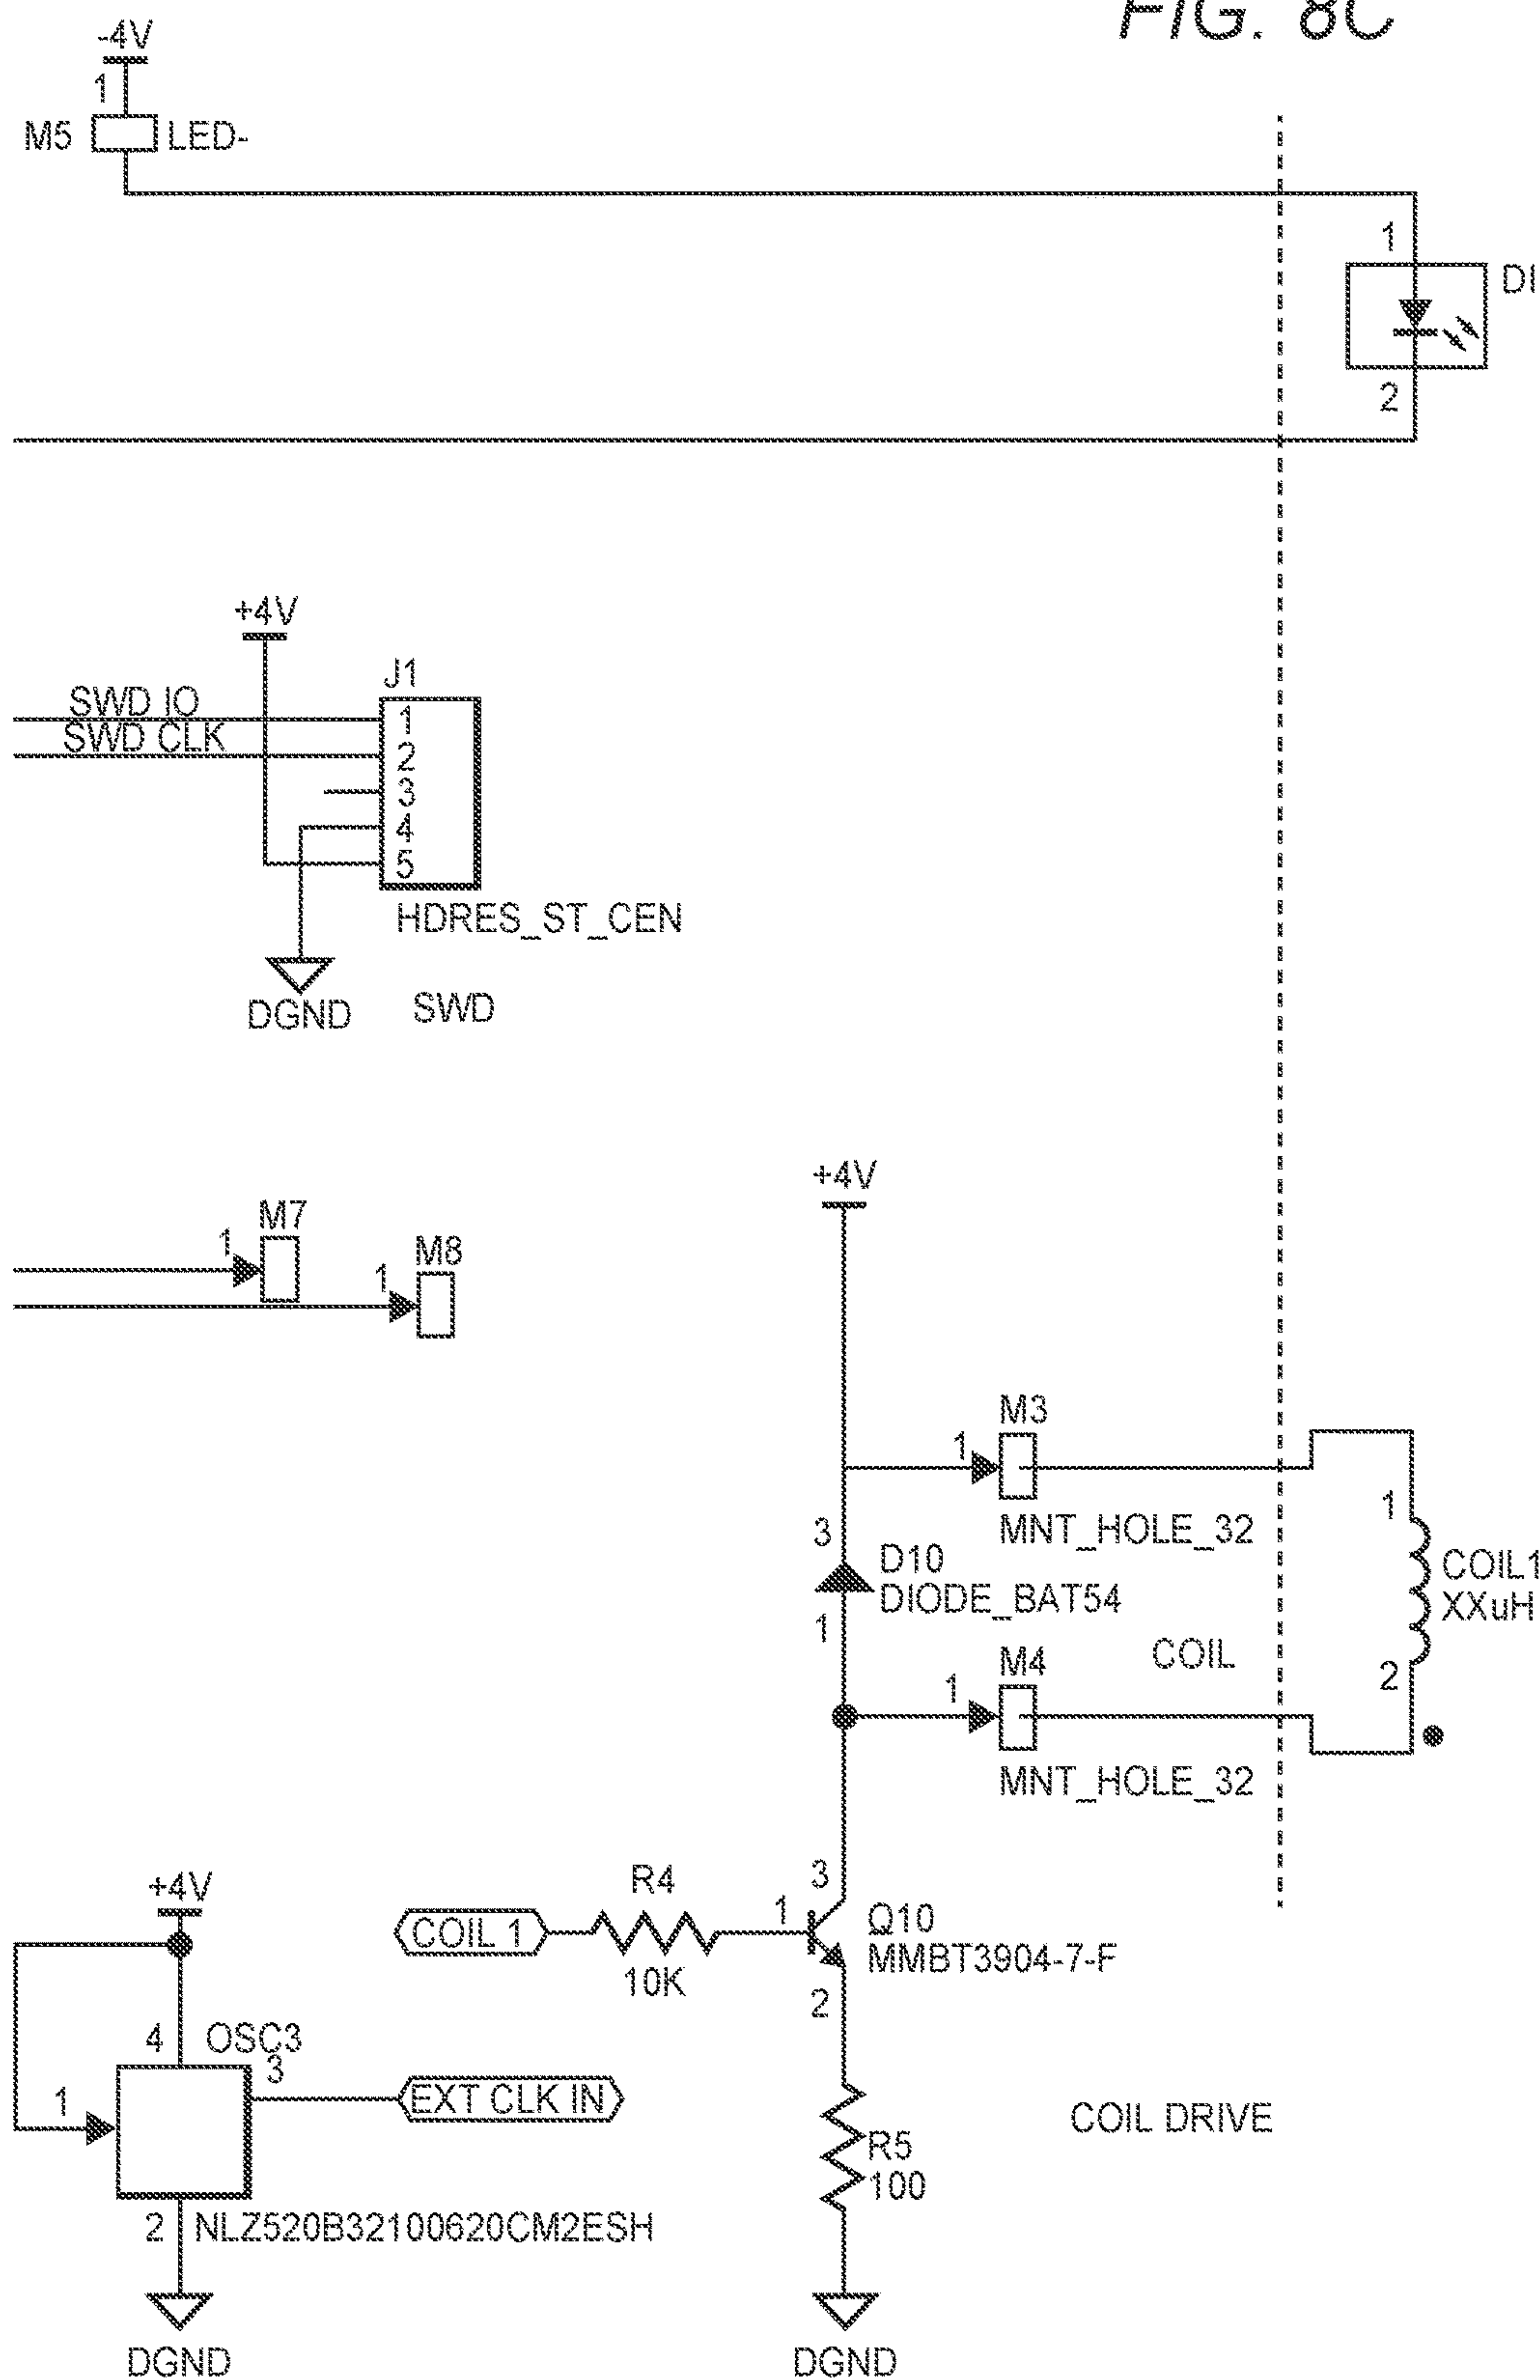 FIG. 8C
-4V
1
M5
LED-
1
DI
2
+4V
J1
SWD IO
1
SWD CLK
2
3
4
5
HDRES_ST_CEN
DGND
SWD
+4V
M7
1
M8
1
M3
1
MNT_HOLE_32
1
3
D10
DIODE_BAT54
COIL1
XXuH
1
COIL
M4
1
2
MNT_HOLE_32
+4V
R4
3
COIL 1
1
Q10
10K
MMBT3904-7-F
2
4
OSC3
3
1
EXT CLK IN
COIL DRIVE
R5
100
2
NLZ520B32100620CM2ESH
DGND
DGND